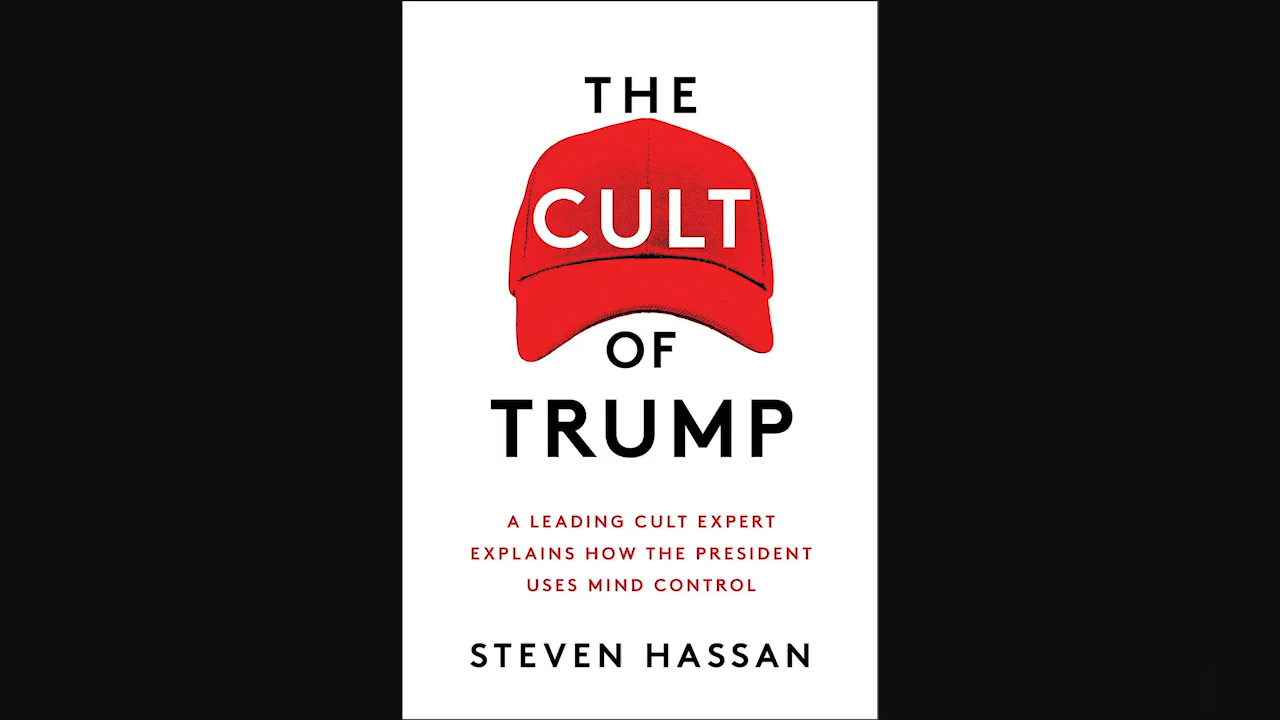 THE
CULT
OF
TRUMP
A LEADING CULT EXPERT
EXPLAINS HOW THE PRESIDENT
USES MIND CONTROL
STEVEN HASSAN